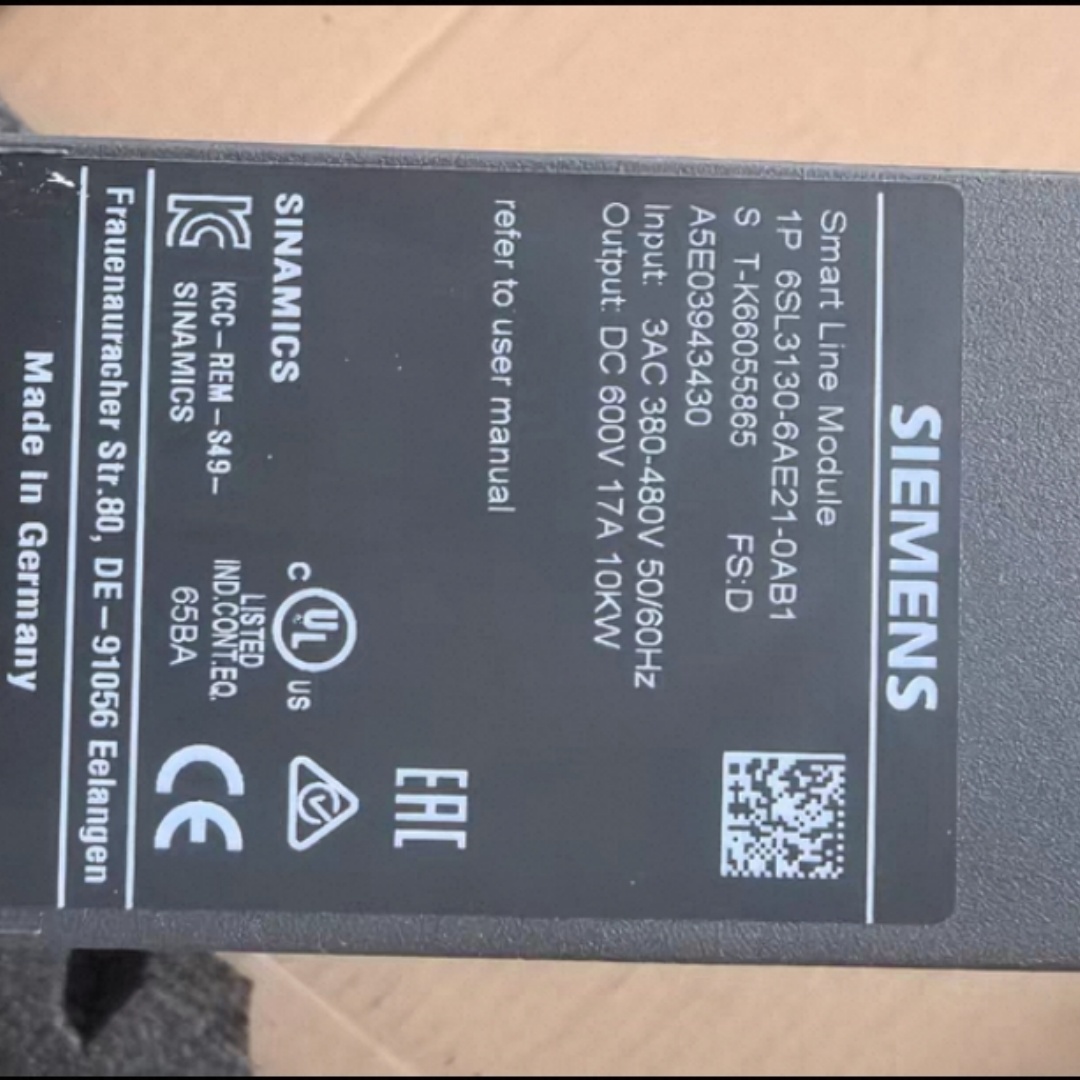 SIEMENS
Smart Line Module
1P 6SL3130-6AE21-0AB1
S T-K66055865 FS:D
A5E03943430
Input: 3AC 380-480V 50/60Hz
Output: DC 600V 17A 10KW
refer to user manual
EAC
SINAMICS
c UL US
LISTED
IND.CONT.EQ.
65BA
KCC-REM-S49-
SINAMICS
CE
Frauenauracher Str.80, DE-91056 Eelangen
Made in Germany